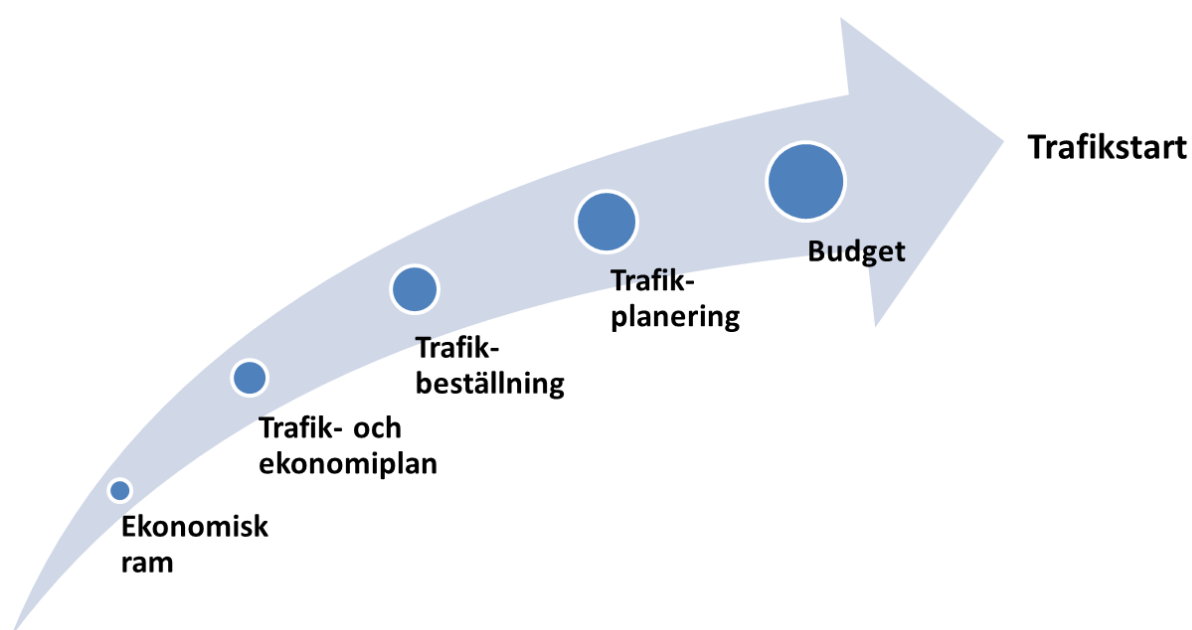 Trafikstart
Budget
Trafik-
planering
Trafik-
beställning
Trafik- och
ekonomiplan
Ekonomisk
ram